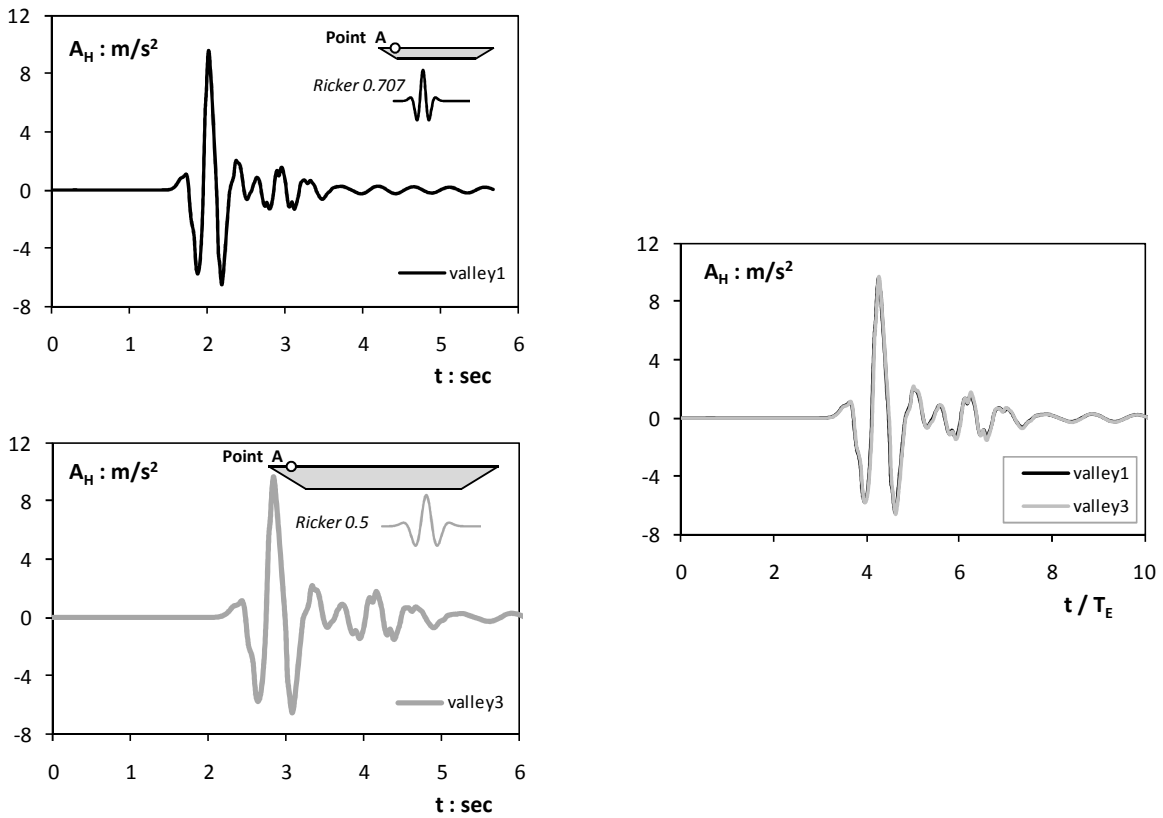 12
8
4
0
-4
-8
A_H : m/s²
Point A
Ricker 0.707
valley1
0 1 2 3 4 5 6
t : sec
12
8
4
0
-4
-8
A_H : m/s²
Point A
Ricker 0.5
valley3
0 1 2 3 4 5 6
t : sec
12
8
4
0
-4
-8
A_H : m/s²
valley1
valley3
0 2 4 6 8 10
t / T_E